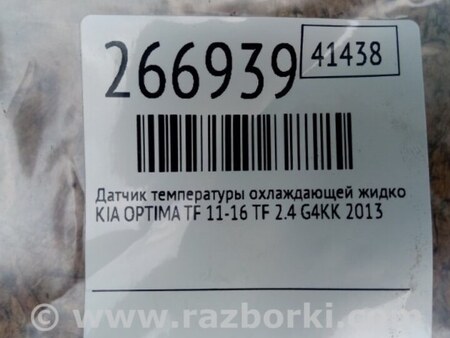 266939
41438
Датчик температуры охлаждающей жидко
KIA OPTIMA TF 11-16 TF 2.4 G4KK 2013
© www.razborki.com